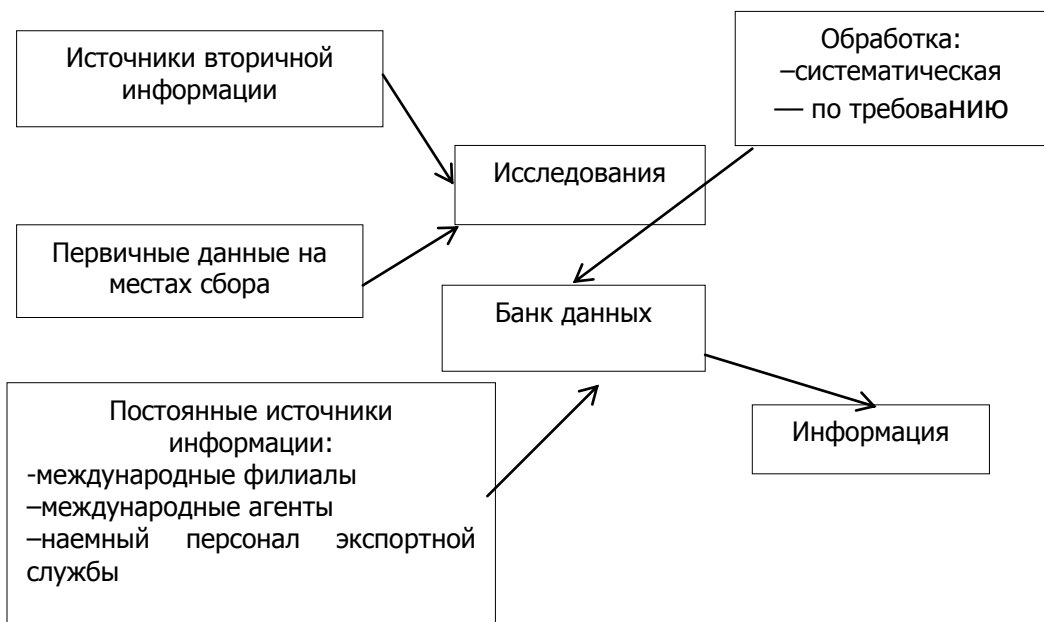 Источники вторичной
информации
Обработка:
–систематическая
— по требованию
Исследования
Первичные данные на
местах сбора
Банк данных
Постоянные источники
информации:
-международные филиалы
–международные агенты
–наемный персонал экспортной
службы
Информация